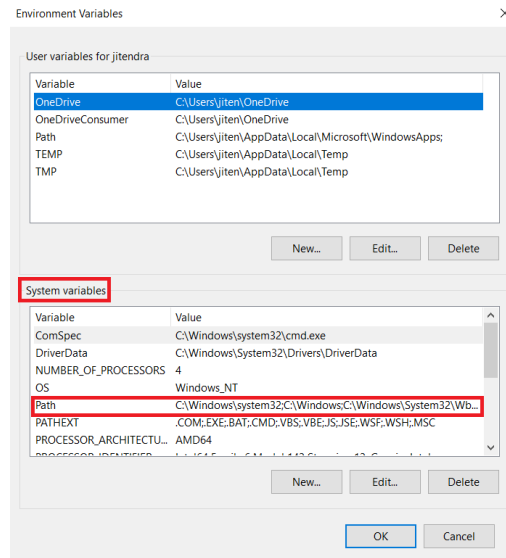 Environment Variables
User variables for jitendra
Variable Value
OneDrive C:\Users\jiten\OneDrive
OneDriveConsumer C:\Users\jiten\OneDrive
Path C:\Users\jiten\AppData\Local\Microsoft\WindowsApps;
TEMP C:\Users\jiten\AppData\Local\Temp
TMP C:\Users\jiten\AppData\Local\Temp
New... Edit... Delete
System variables
Variable Value
ComSpec C:\Windows\system32\cmd.exe
DriverData C:\Windows\System32\Drivers\DriverData
NUMBER_OF_PROCESSORS 4
OS Windows_NT
Path C:\Windows\system32;C:\Windows;C:\Windows\System32\Wb...
PATHEXT .COM;.EXE;.BAT;.CMD;.VBS;.VBE;.JS;.JSE;.WSF;.WSH;.MSC
PROCESSOR_ARCHITECTU... AMD64
New... Edit... Delete
OK Cancel